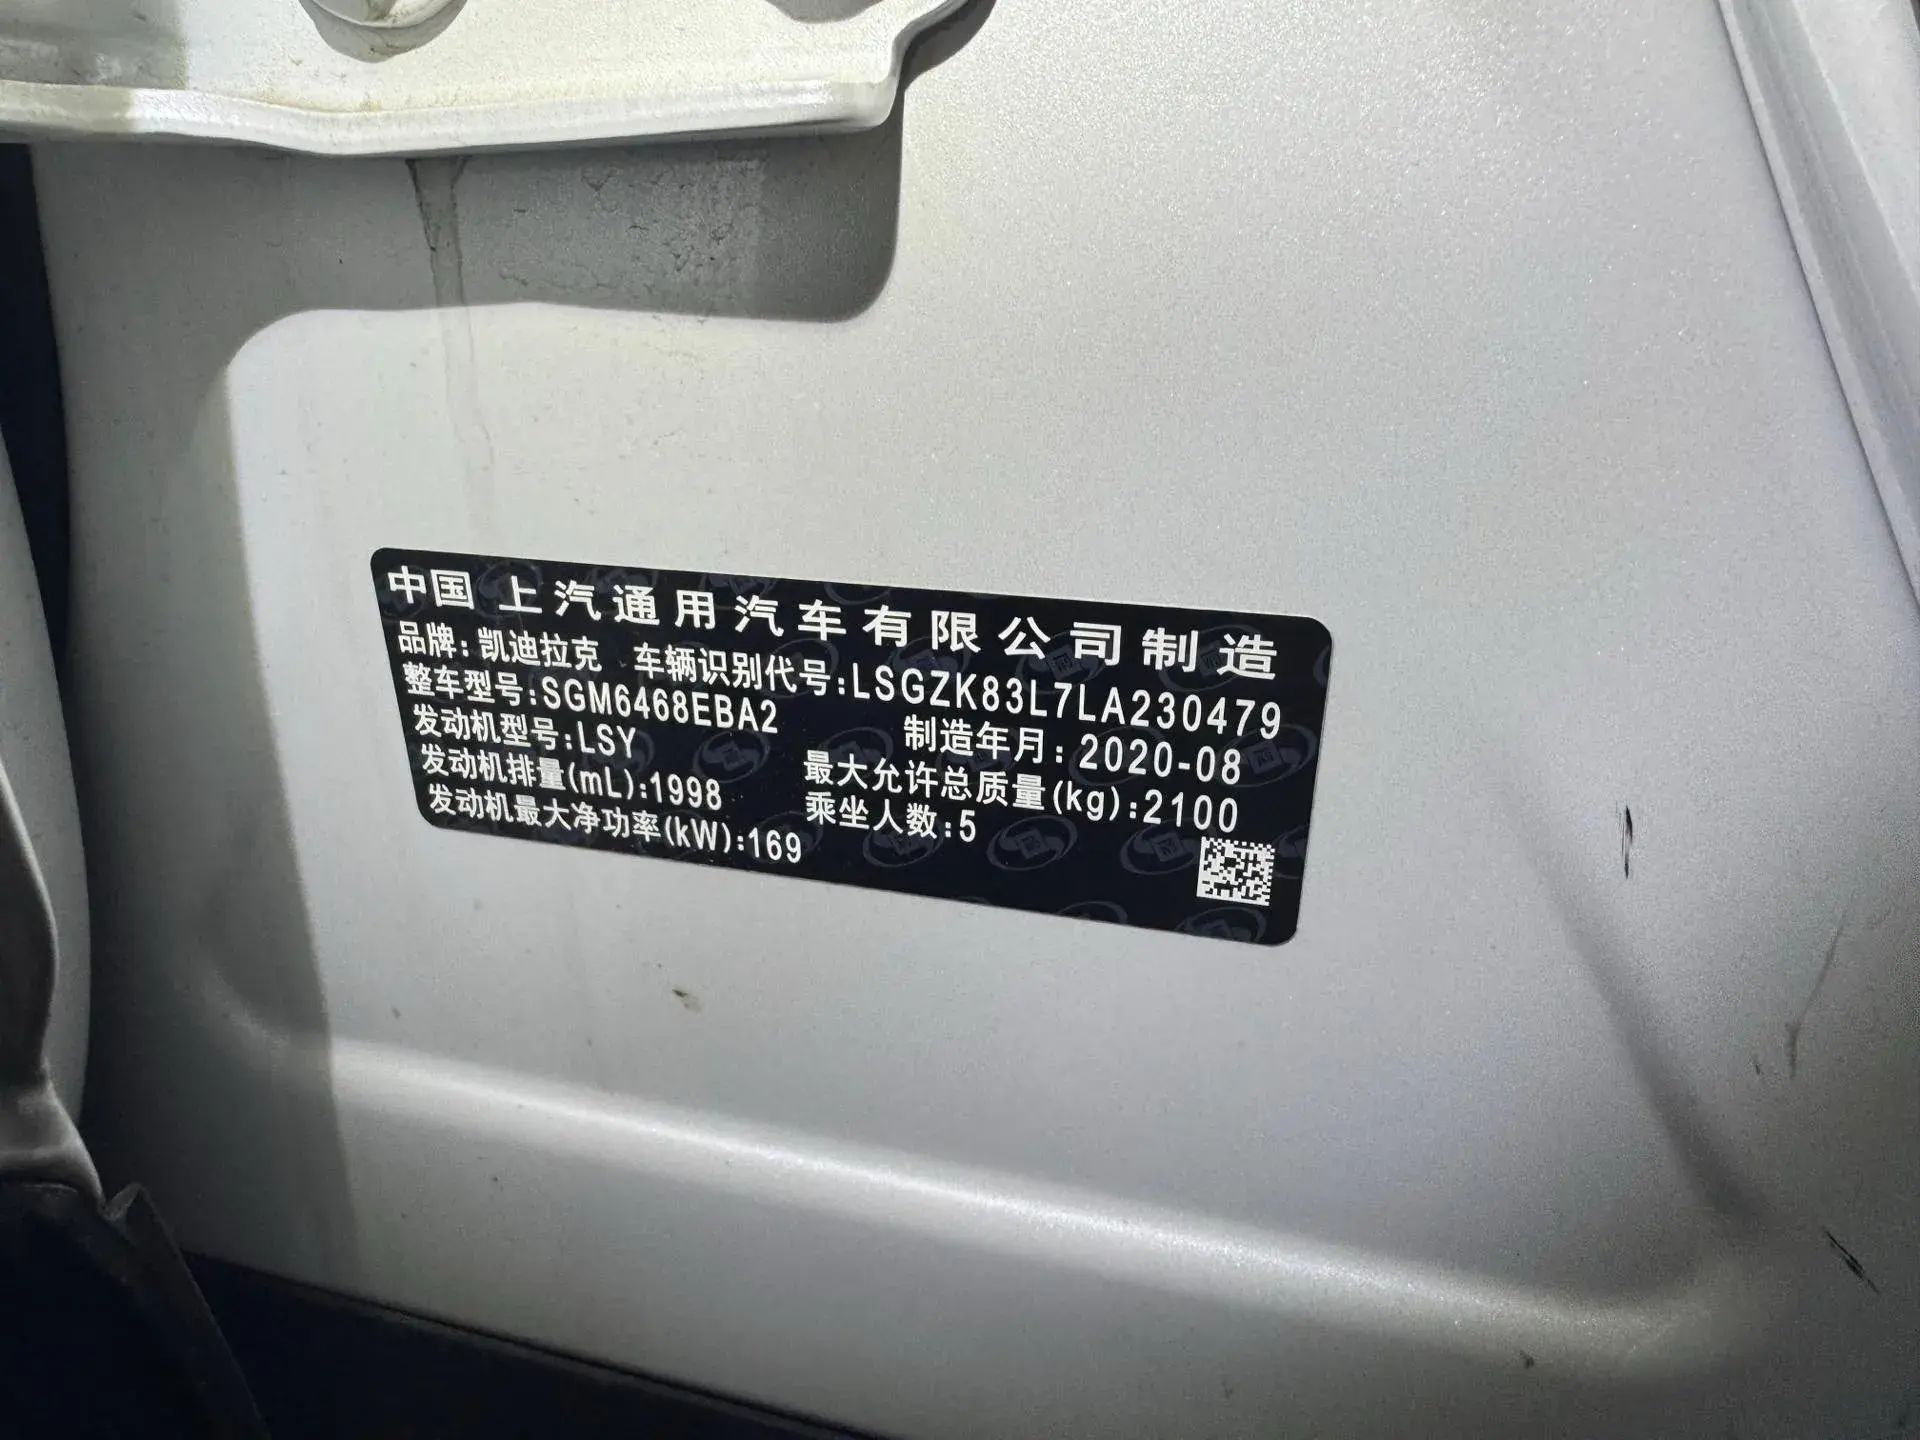 中国 上汽通用汽车有限公司制造
品牌:凯迪拉克 车辆识别代号:LSGZK83L7LA230479
整车型号:SGM6468EBA2 制造年月:2020-08
发动机型号:LSY 最大允许总质量(kg):2100
发动机排量(mL):1998 乘坐人数:5
发动机最大净功率(kW):169